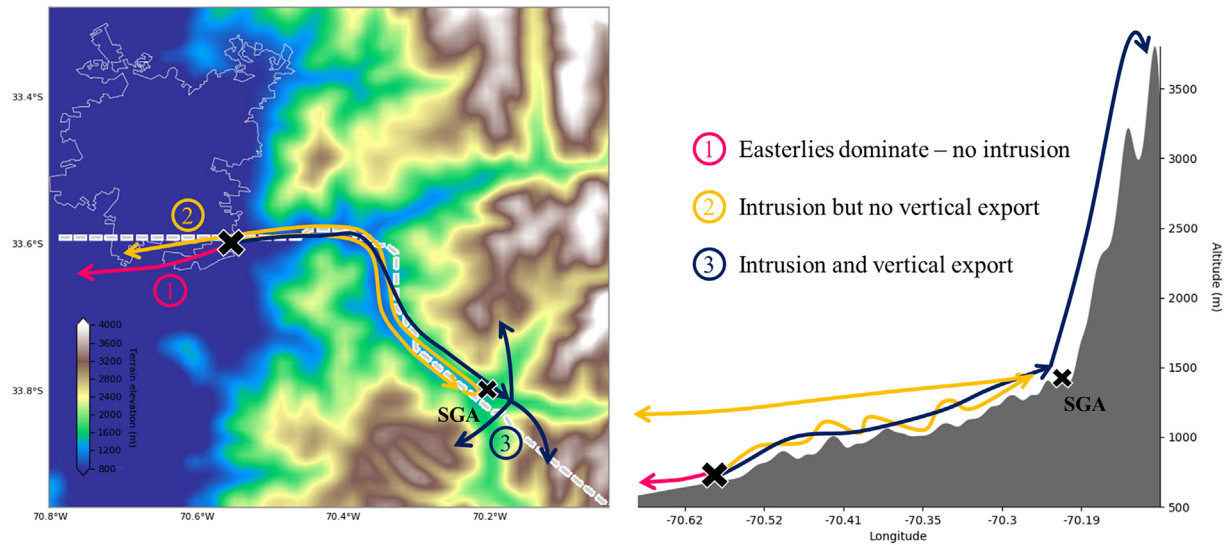 33.4°S
33.6°S
33.8°S
70.8°W
70.6°W
70.4°W
70.2°W
2
1
3
SGA
4000
3600
3200
2800
2400
2000
1600
1200
800
Terrain elevation (m)
1 Easterlies dominate – no intrusion
2 Intrusion but no vertical export
3 Intrusion and vertical export
SGA
3500
3000
2500
2000
1500
1000
500
Altitude (m)
-70.62
-70.52
-70.41
-70.35
-70.3
-70.19
Longitude